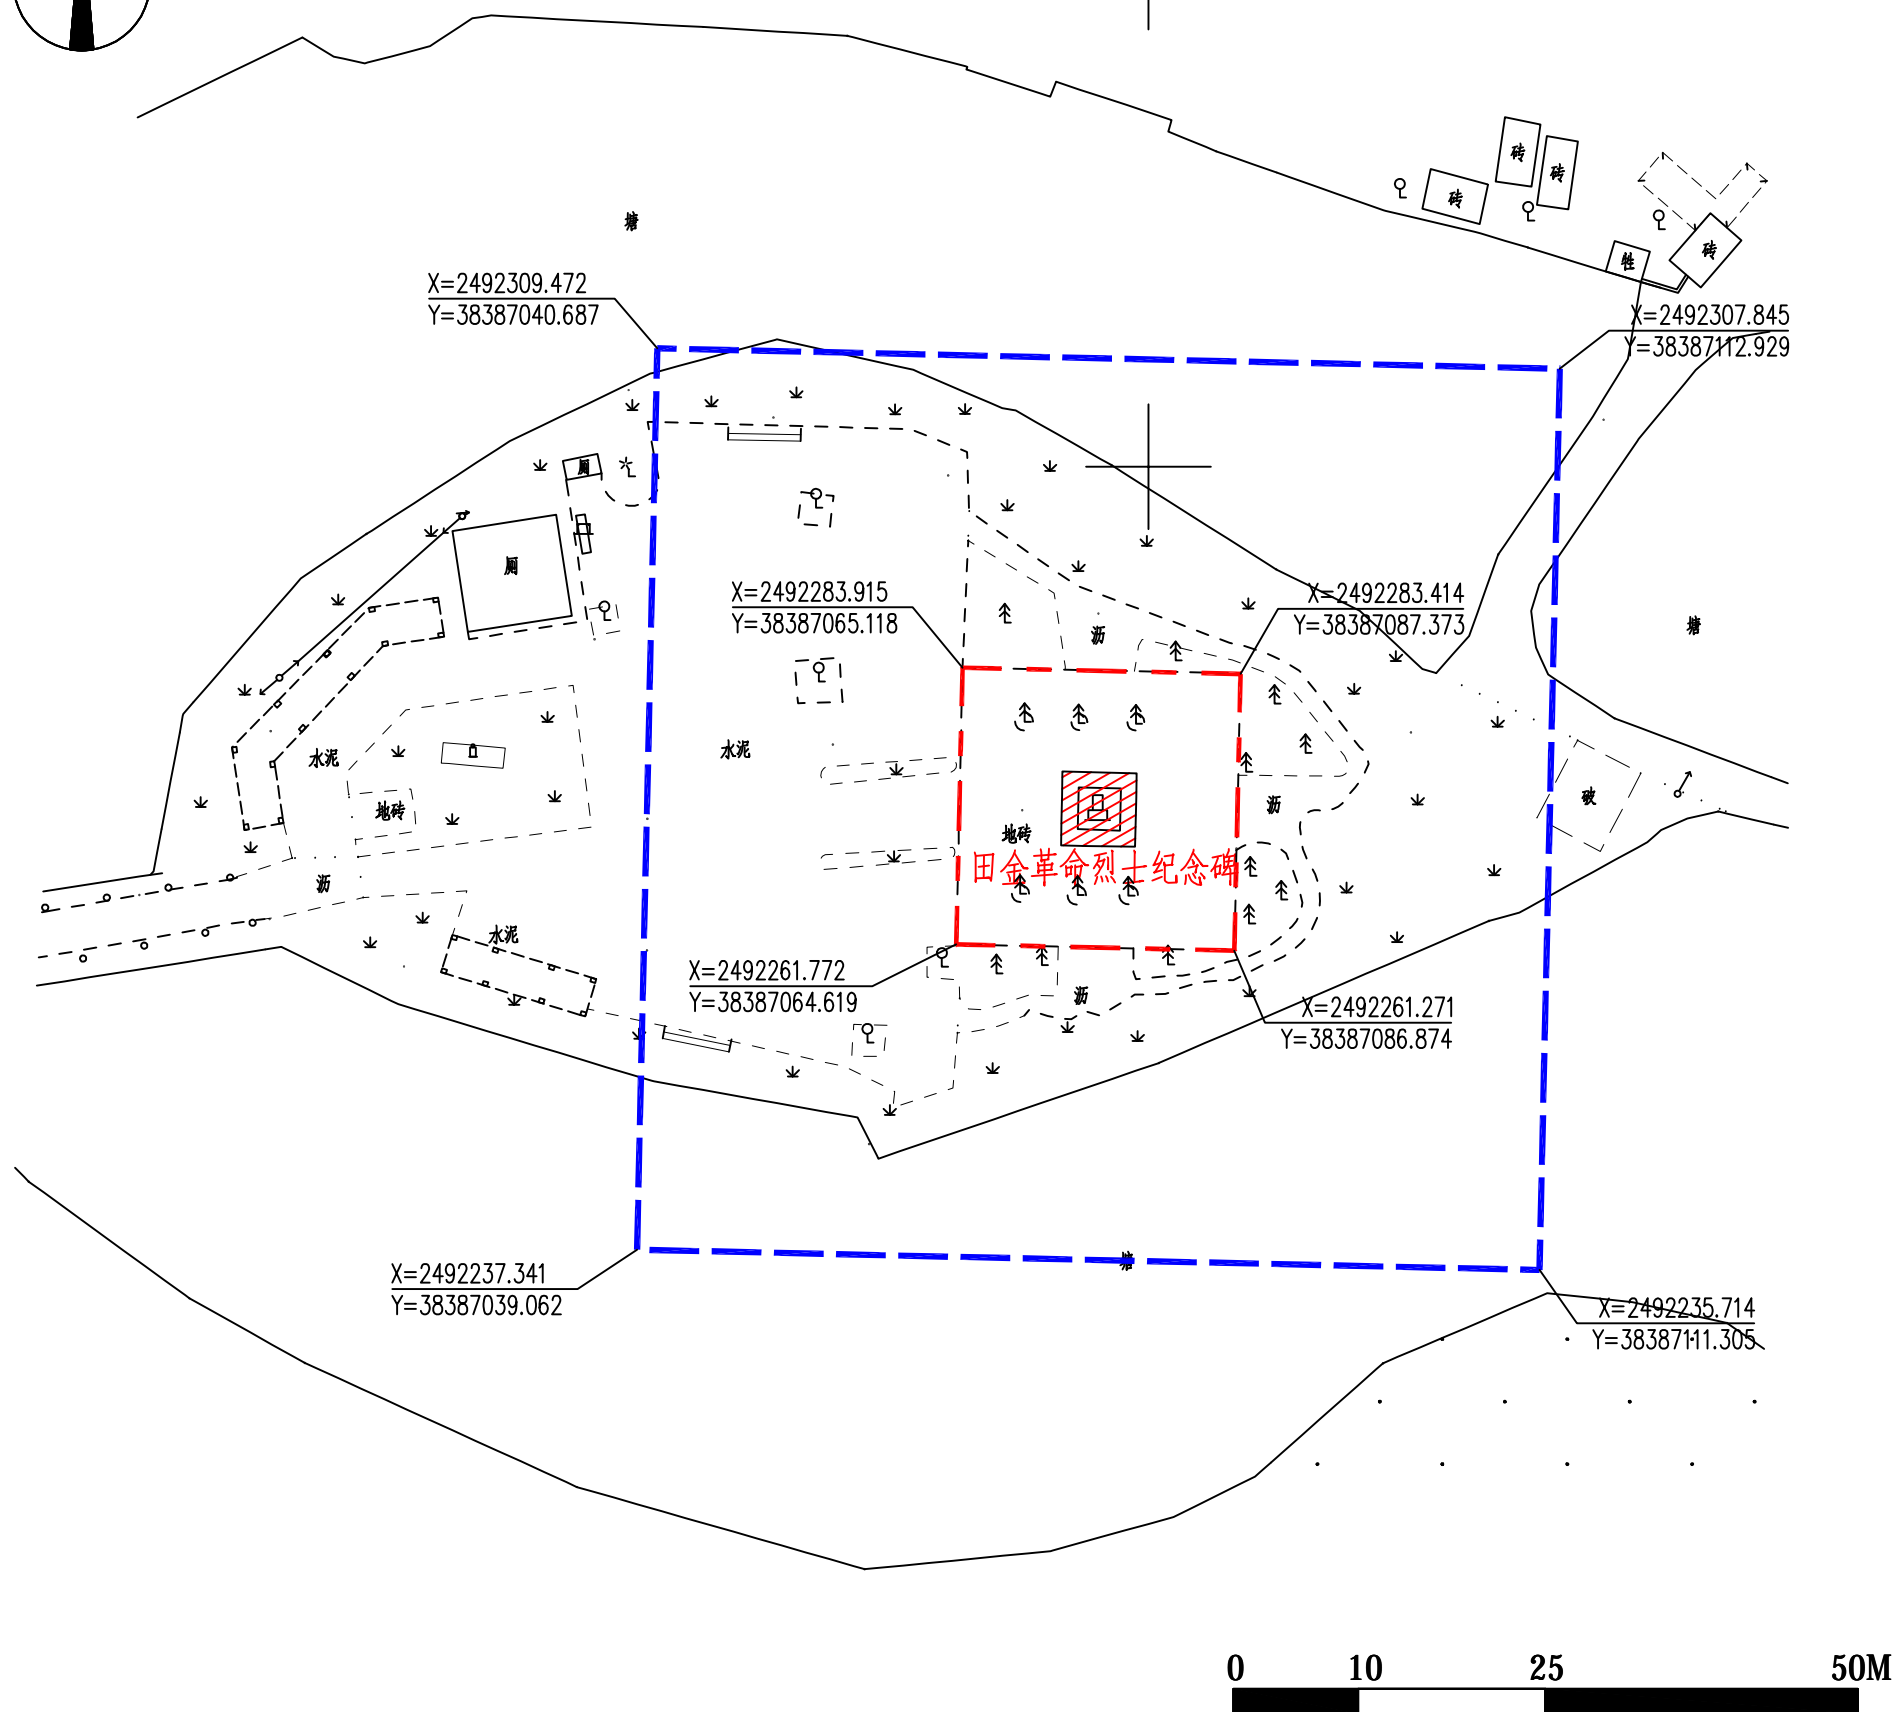 砖
砖
砖
塘
砖
牲
X=2492309.472
Y=38387040.687
X=2492307.845
Y=38387112.929
厕
厕
X=2492283.915
Y=38387065.118
X=2492283.414
Y=38387087.373
沥
塘
水泥
水泥
地砖
沥
破
地砖
田金革命烈士纪念碑
沥
水泥
X=2492261.772
Y=38387064.619
沥
X=2492261.271
Y=38387086.874
塘
X=2492237.341
Y=38387039.062
X=2492235.714
Y=38387111.305
0 10 25 50M